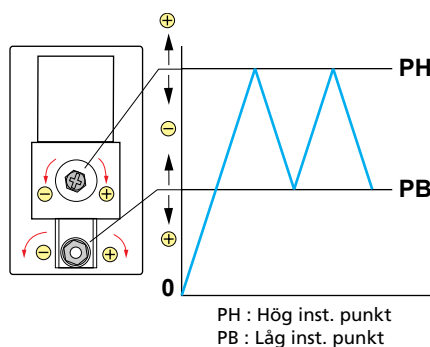 PH
PB
0
PH : Hög inst. punkt
PB : Låg inst. punkt